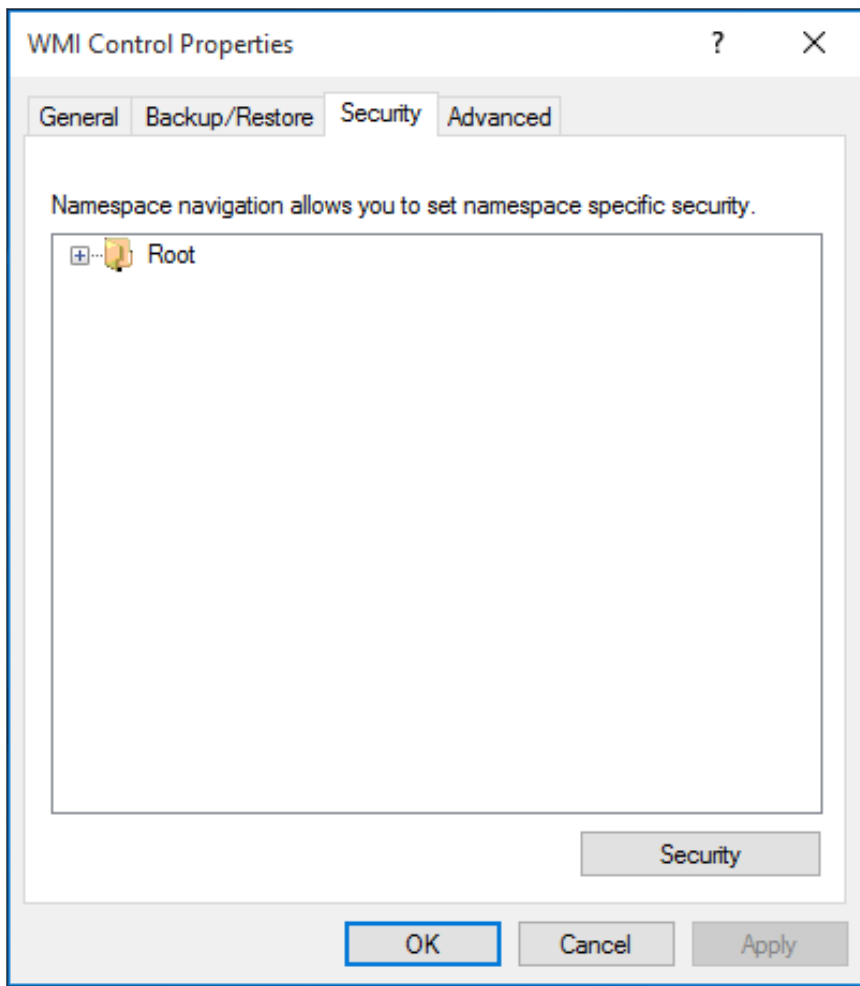 WMI Control Properties
?
General Backup/Restore Security Advanced
Namespace navigation allows you to set namespace specific security.
Root
Security
OK Cancel Apply